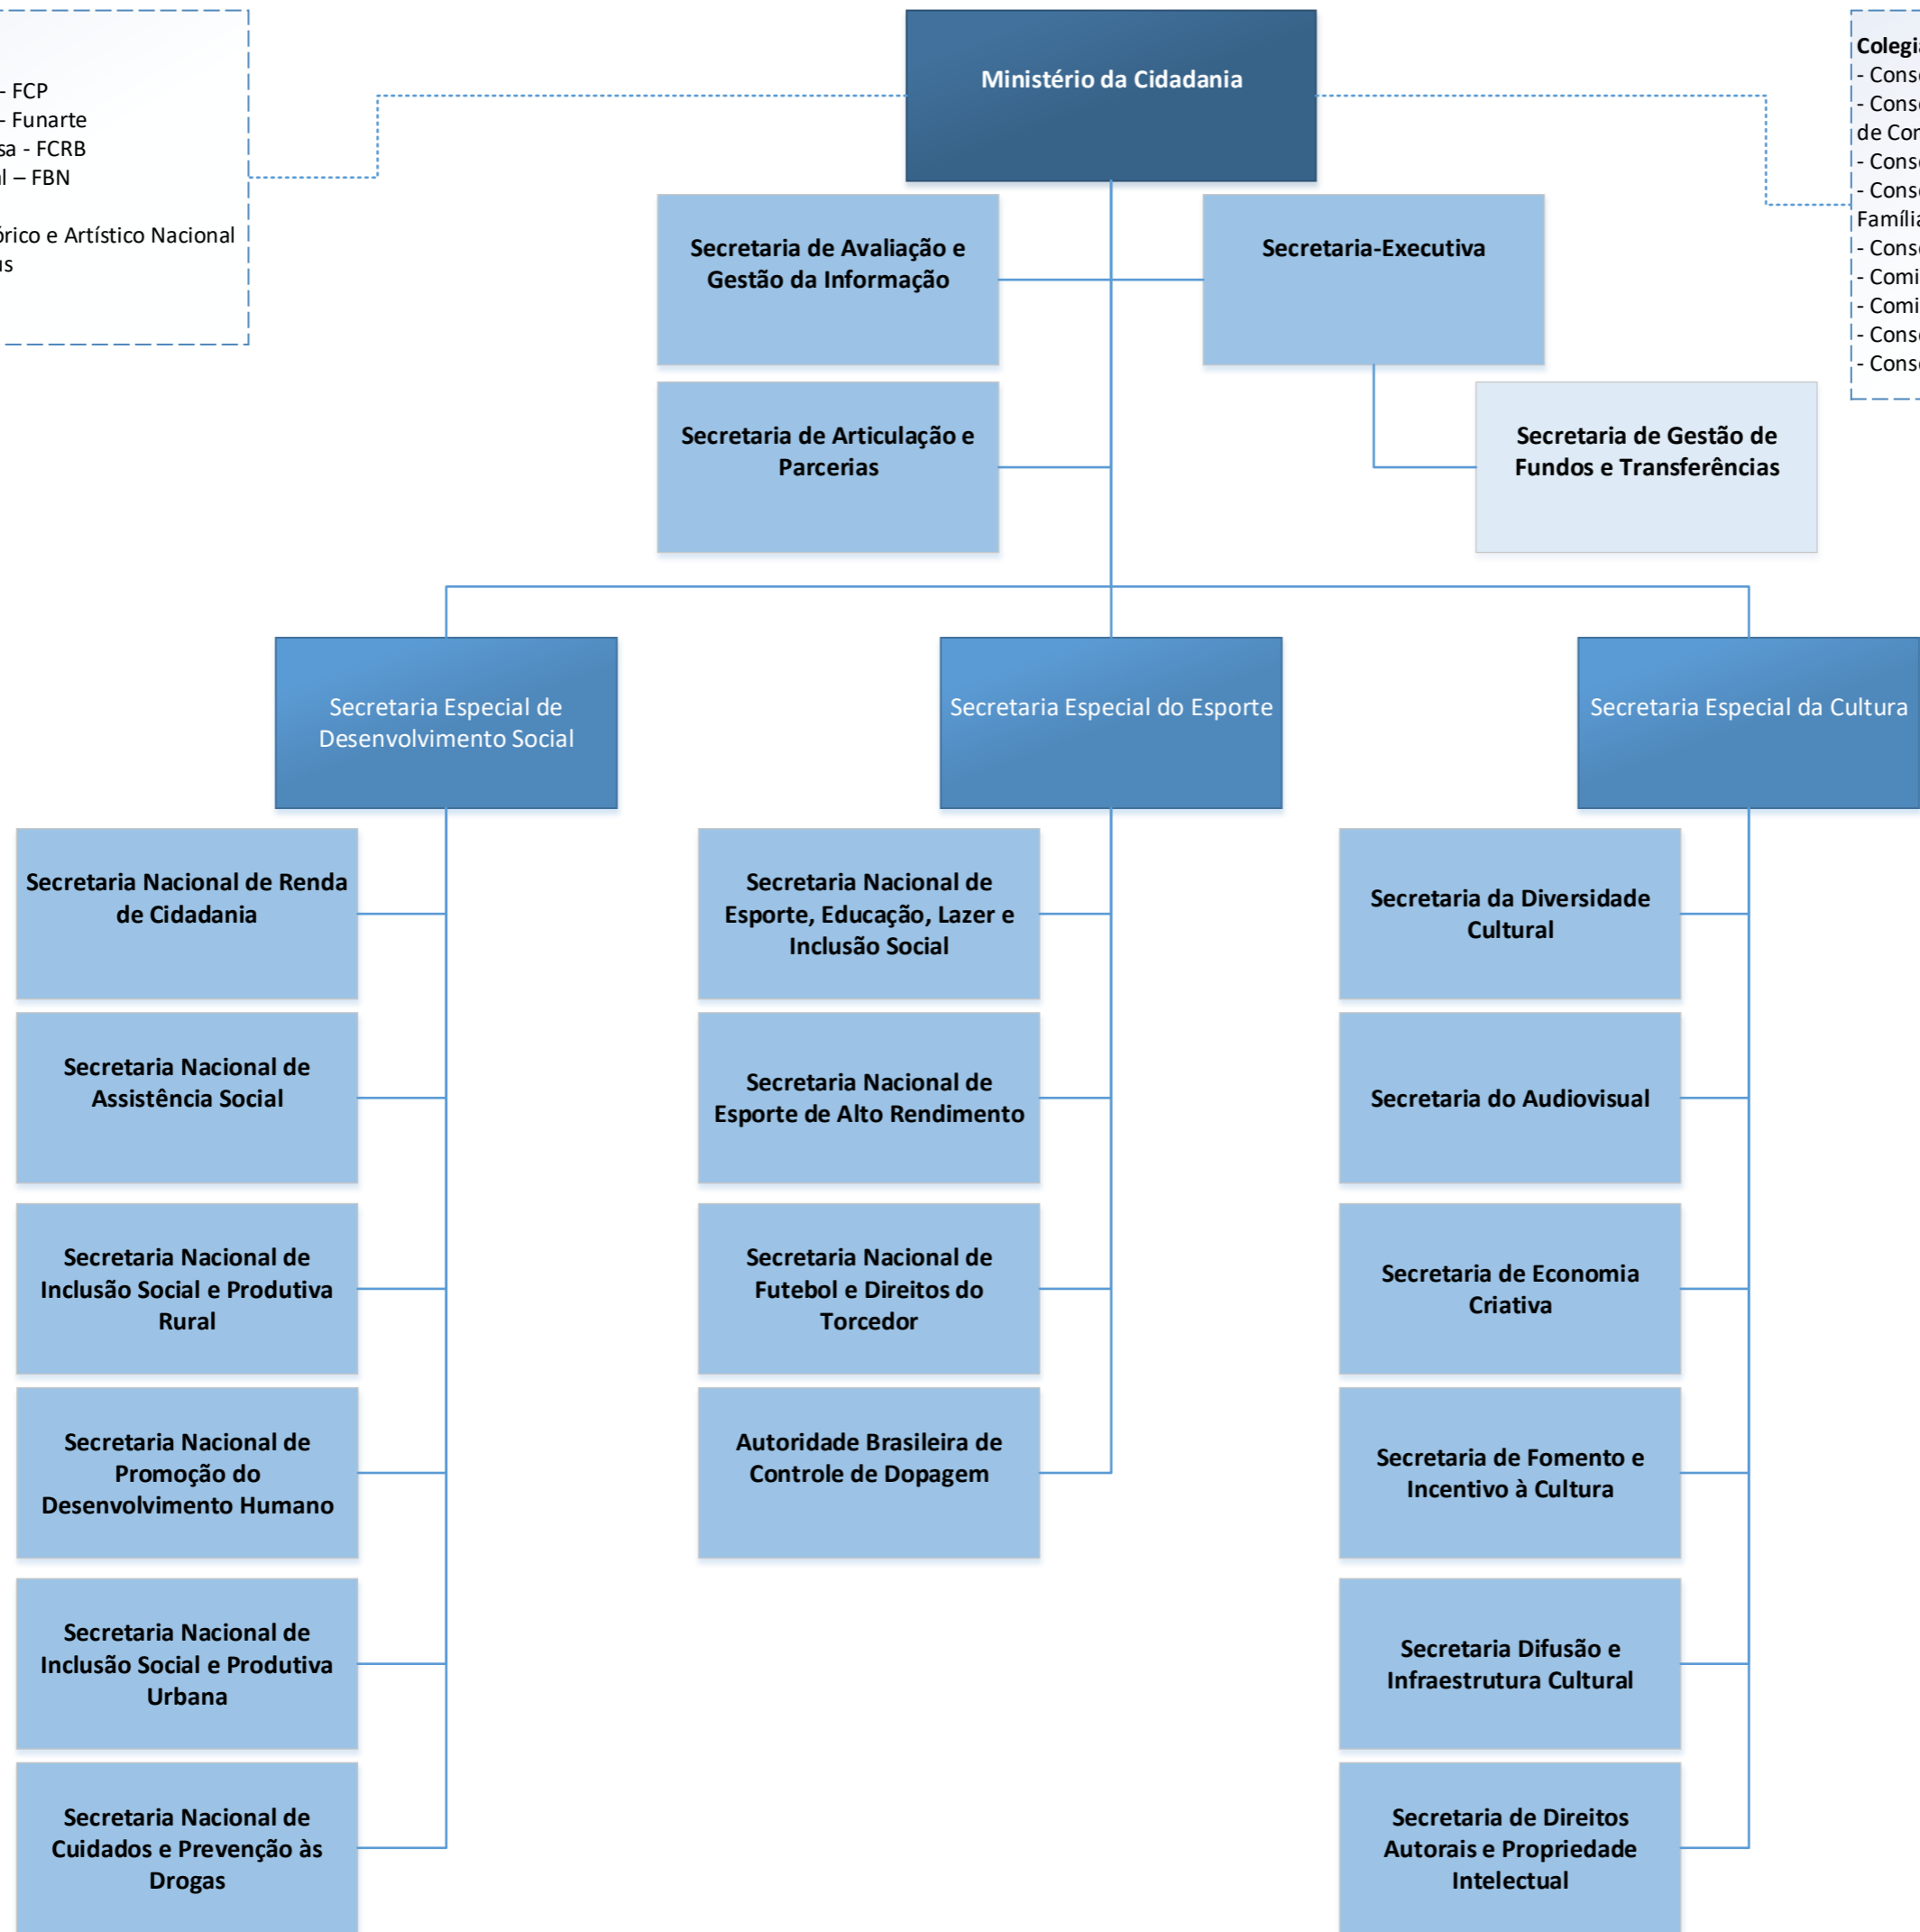 - FCP
- Funarte
- FCRB
– FBN
e Artístico Nacional
Ministério da Cidadania
-
-
de
-
-
-
-
-
-
-
Secretaria de Avaliação e
Gestão da Informação
Secretaria-Executiva
Secretaria de Articulação e
Parcerias
Secretaria de Gestão de
Fundos e Transferências
Secretaria Especial de
Desenvolvimento Social
Secretaria Especial do Esporte
Secretaria Especial da Cultura
Secretaria Nacional de Renda
de Cidadania
Secretaria Nacional de
Assistência Social
Secretaria Nacional de
Inclusão Social e Produtiva
Rural
Secretaria Nacional de
Promoção do
Desenvolvimento Humano
Secretaria Nacional de
Inclusão Social e Produtiva
Urbana
Secretaria Nacional de
Cuidados e Prevenção às
Drogas
Secretaria Nacional de
Esporte, Educação, Lazer e
Inclusão Social
Secretaria Nacional de
Esporte de Alto Rendimento
Secretaria Nacional de
Futebol e Direitos do
Torcedor
Autoridade Brasileira de
Controle de Dopagem
Secretaria da Diversidade
Cultural
Secretaria do Audiovisual
Secretaria de Economia
Criativa
Secretaria de Fomento e
Incentivo à Cultura
Secretaria Difusão e
Infraestrutura Cultural
Secretaria de Direitos
Autorais e Propriedade
Intelectual